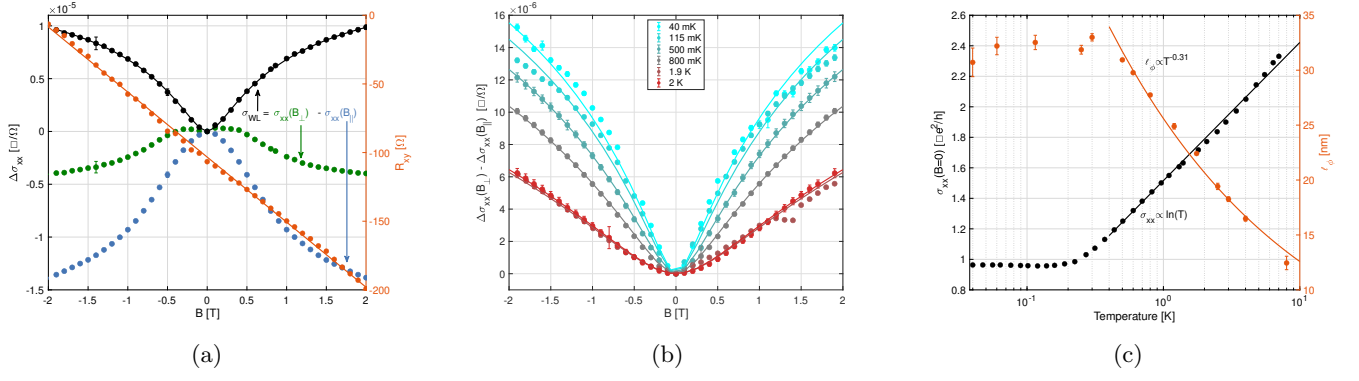 ×10⁻⁵
1
0.5
0
-0.5
-1
-1.5
Δσxx [□/Ω]
-2 -1.5 -1 -0.5 0 0.5 1 1.5 2
B [T]
0
-50
-100
-150
-200
Rxy [Ω]
σWL = σxx(B⊥) - σxx(B||)
(a)
×10⁻⁶
16
14
12
10
8
6
4
2
0
Δσxx(B⊥) - Δσxx(B||) [□/Ω]
-2 -1.5 -1 -0.5 0 0.5 1 1.5 2
B [T]
40 mK
115 mK
500 mK
800 mK
1.9 K
2 K
(b)
2.6
2.4
2.2
2
1.8
1.6
1.4
1.2
1
0.8
σxx(B=0) [□e²/h]
10⁻¹ 10⁰ 10¹
Temperature [K]
35
30
25
20
15
10
ℓϕ [nm]
ℓϕ∝T⁻⁰·³¹
σxx∝ln(T)
(c)